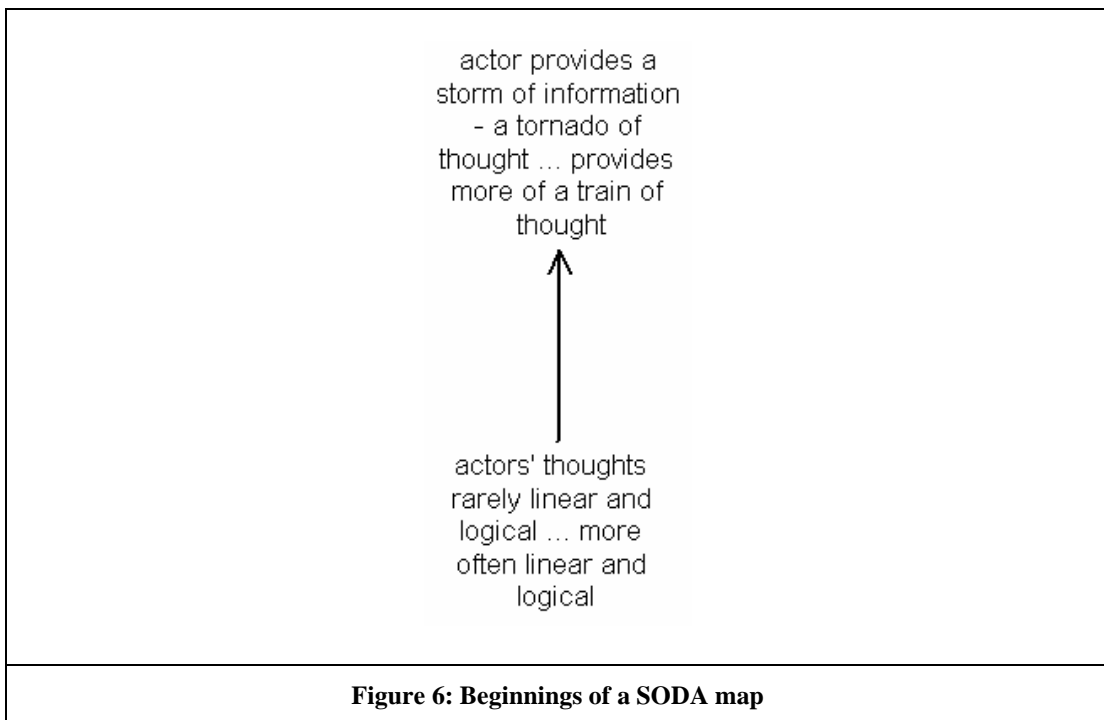 actor provides a
storm of information
- a tornado of
thought ... provides
more of a train of
thought
actors' thoughts
rarely linear and
logical ... more
often linear and
logical
Figure 6: Beginnings of a SODA map